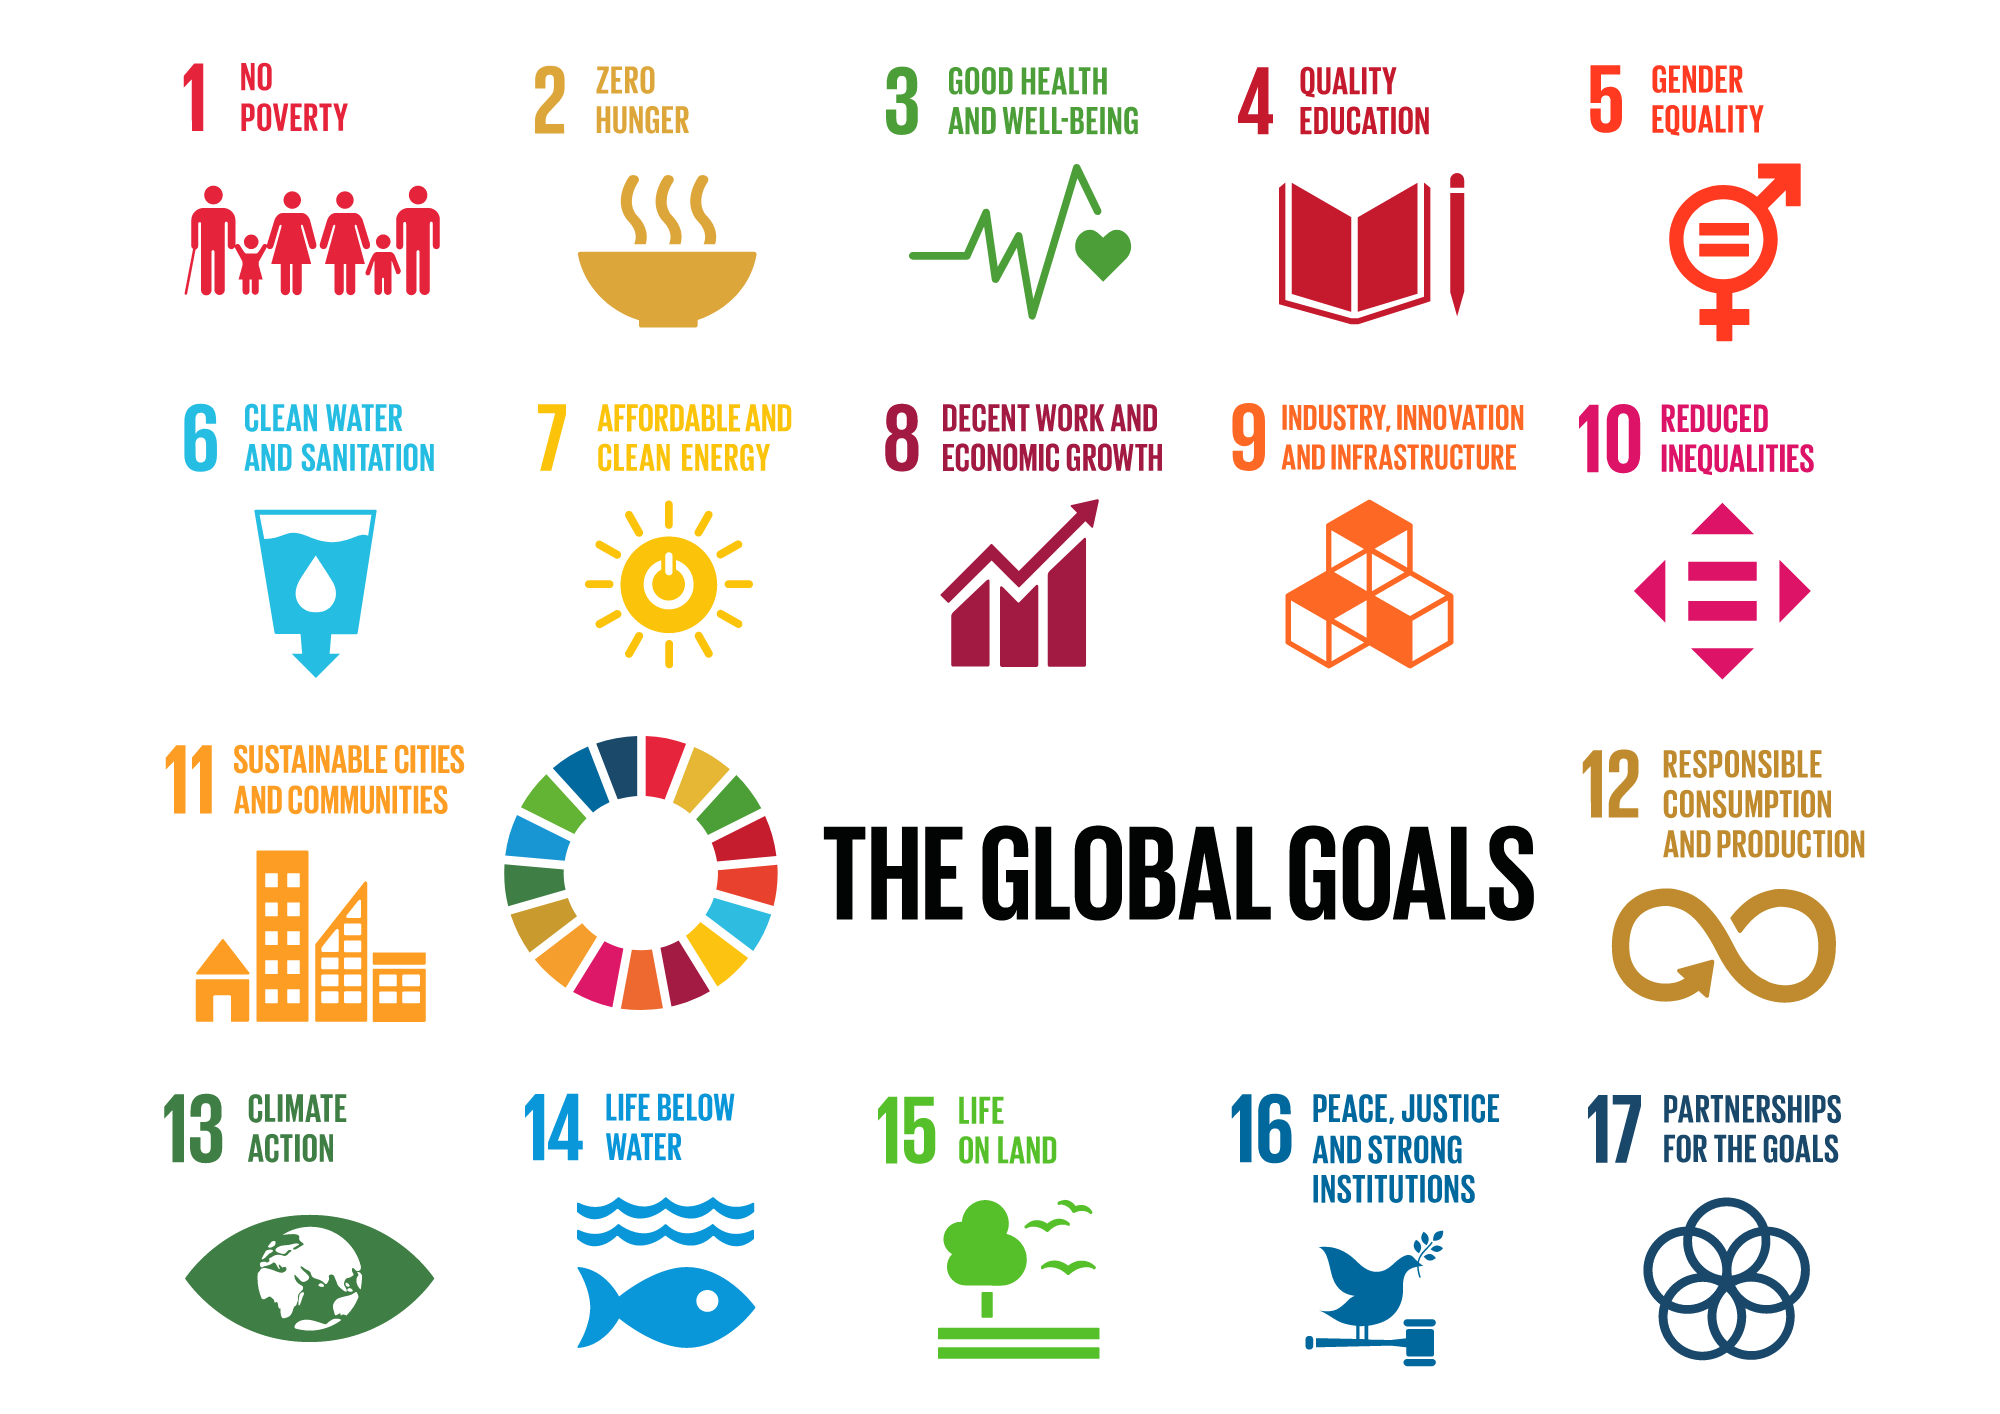 1 NO
POVERTY
2 ZERO
HUNGER
3 GOOD HEALTH
AND WELL-BEING
4 QUALITY
EDUCATION
5 GENDER
EQUALITY
6 CLEAN WATER
AND SANITATION
7 AFFORDABLE AND
CLEAN ENERGY
8 DECENT WORK AND
ECONOMIC GROWTH
9 INDUSTRY, INNOVATION
AND INFRASTRUCTURE
10 REDUCED
INEQUALITIES
11 SUSTAINABLE CITIES
AND COMMUNITIES
THE GLOBAL GOALS
12 RESPONSIBLE
CONSUMPTION
AND PRODUCTION
13 CLIMATE
ACTION
14 LIFE BELOW
WATER
15 LIFE
ON LAND
16 PEACE, JUSTICE
AND STRONG
INSTITUTIONS
17 PARTNERSHIPS
FOR THE GOALS